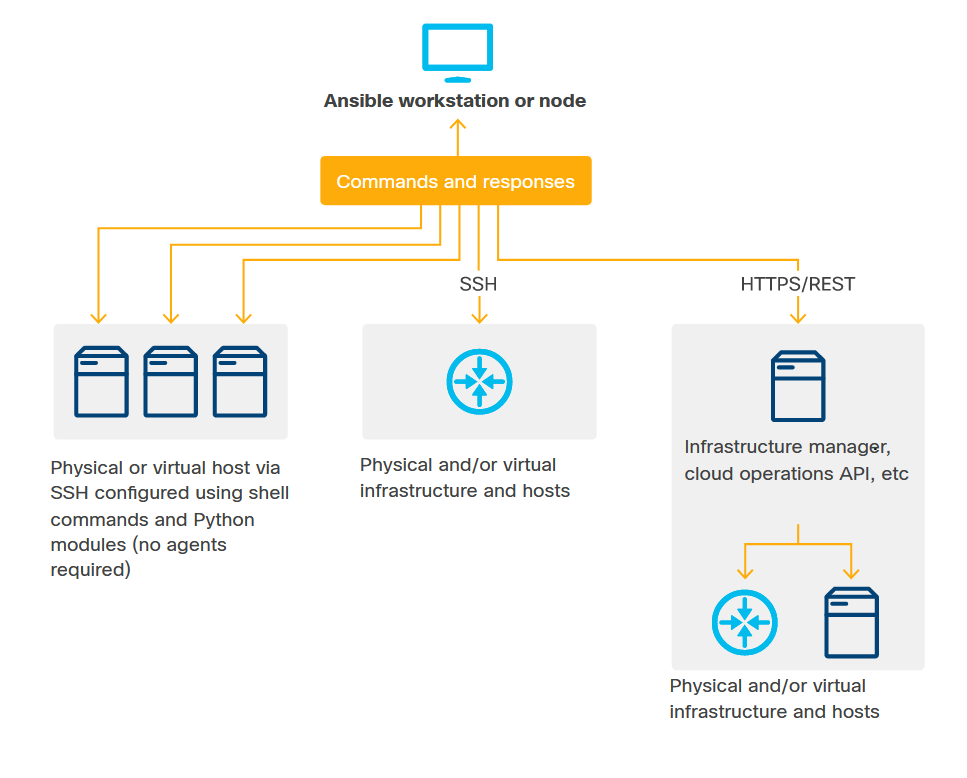 Ansible workstation or node
Commands and responses
SSH
HTTPS/REST
Physical or virtual host via
SSH configured using shell
commands and Python
modules (no agents
required)
Physical and/or virtual
infrastructure and hosts
Infrastructure manager,
cloud operations API, etc
Physical and/or virtual
infrastructure and hosts